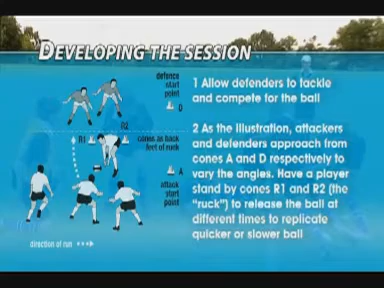 DEVELOPING THE SESSION
defence
start
point
D
R2
R1
cones as back
feet of ruck
A
attack
start
point
direction of run
1 Allow defenders to tackle
and compete for the ball
2 As the illustration, attackers
and defenders approach from
cones A and D respectively to
vary the angles. Have a player
stand by cones R1 and R2 (the
“ruck”) to release the ball at
different times to replicate
quicker or slower ball